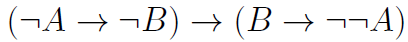 (¬A → ¬B) → (B → ¬¬A)